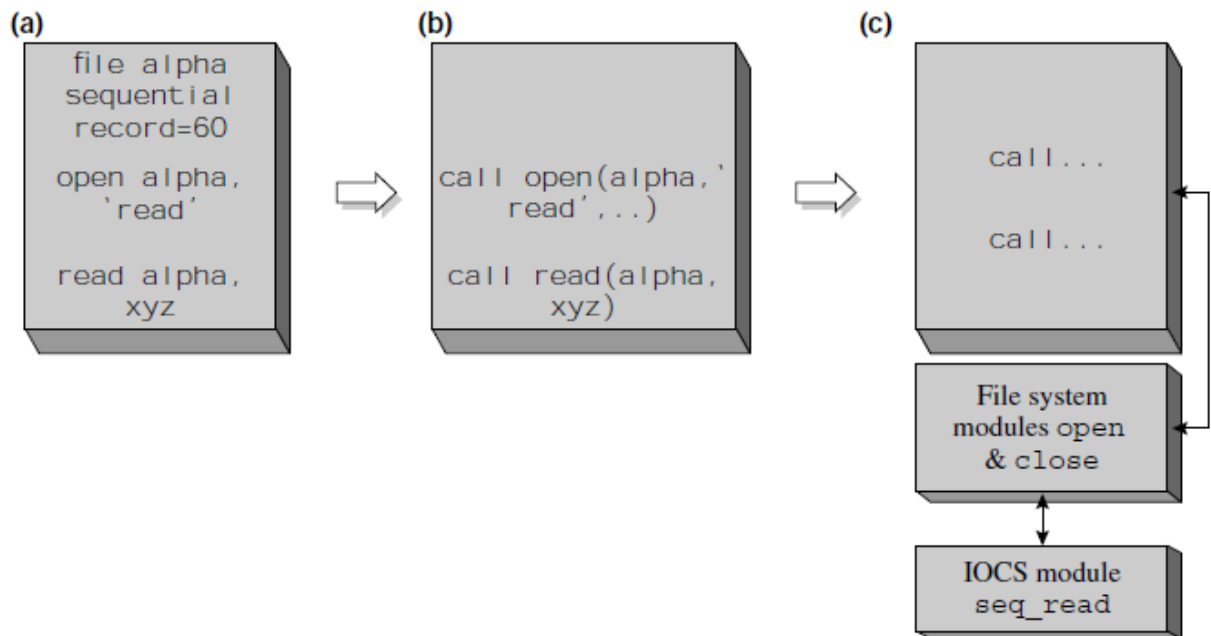 (a)
file alpha
sequential
record=60
open alpha,
‘read’
read alpha,
xyz
(b)
call open(alpha,‘
read’,..)
call read(alpha,
xyz)
(c)
call...
call...
File system
modules open
& close
IOCS module
seq_read